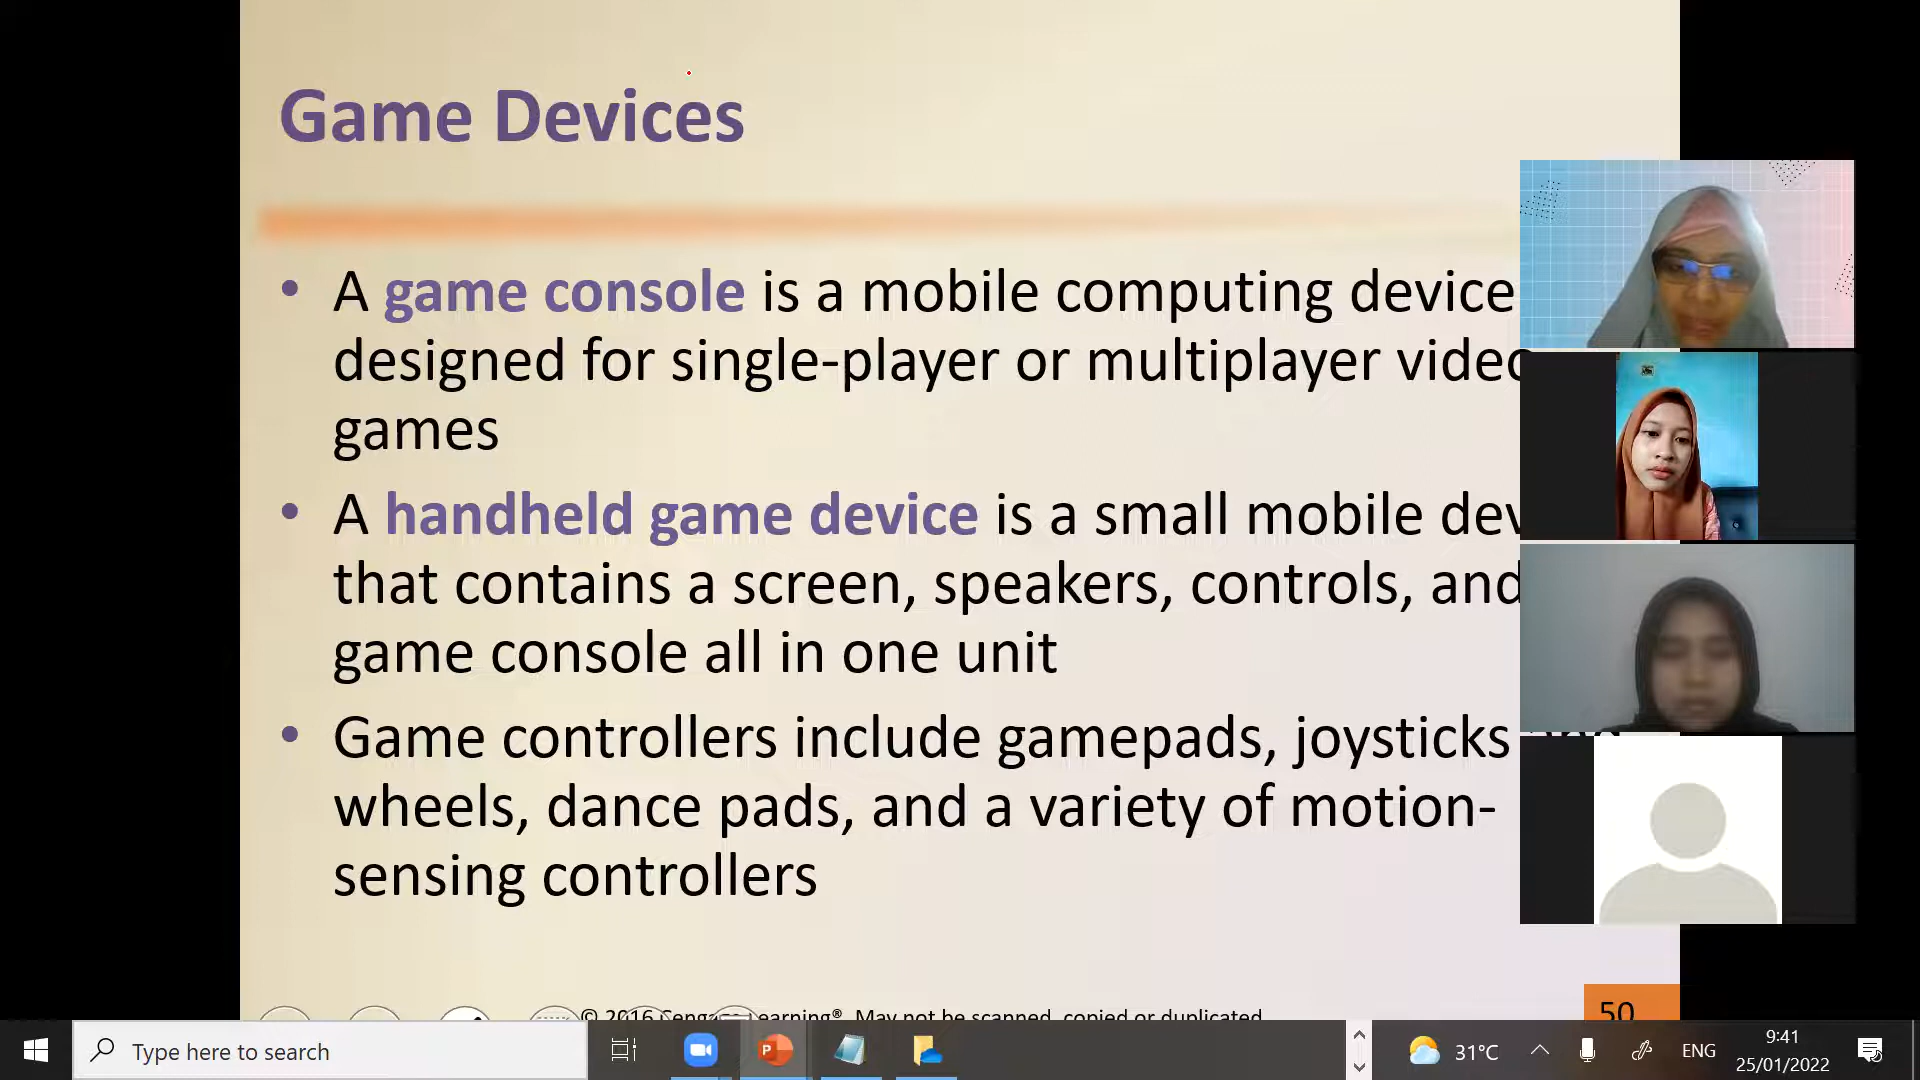 Game Devices
• A game console is a mobile computing device
designed for single-player or multiplayer video
games
• A handheld game device is a small mobile dev
that contains a screen, speakers, controls, and
game console all in one unit
• Game controllers include gamepads, joysticks and
wheels, dance pads, and a variety of motion-
sensing controllers
© 2016 Cengage Learning®. May not be scanned, copied or duplicated
50
Type here to search
31°C
ENG
9:41
25/01/2022